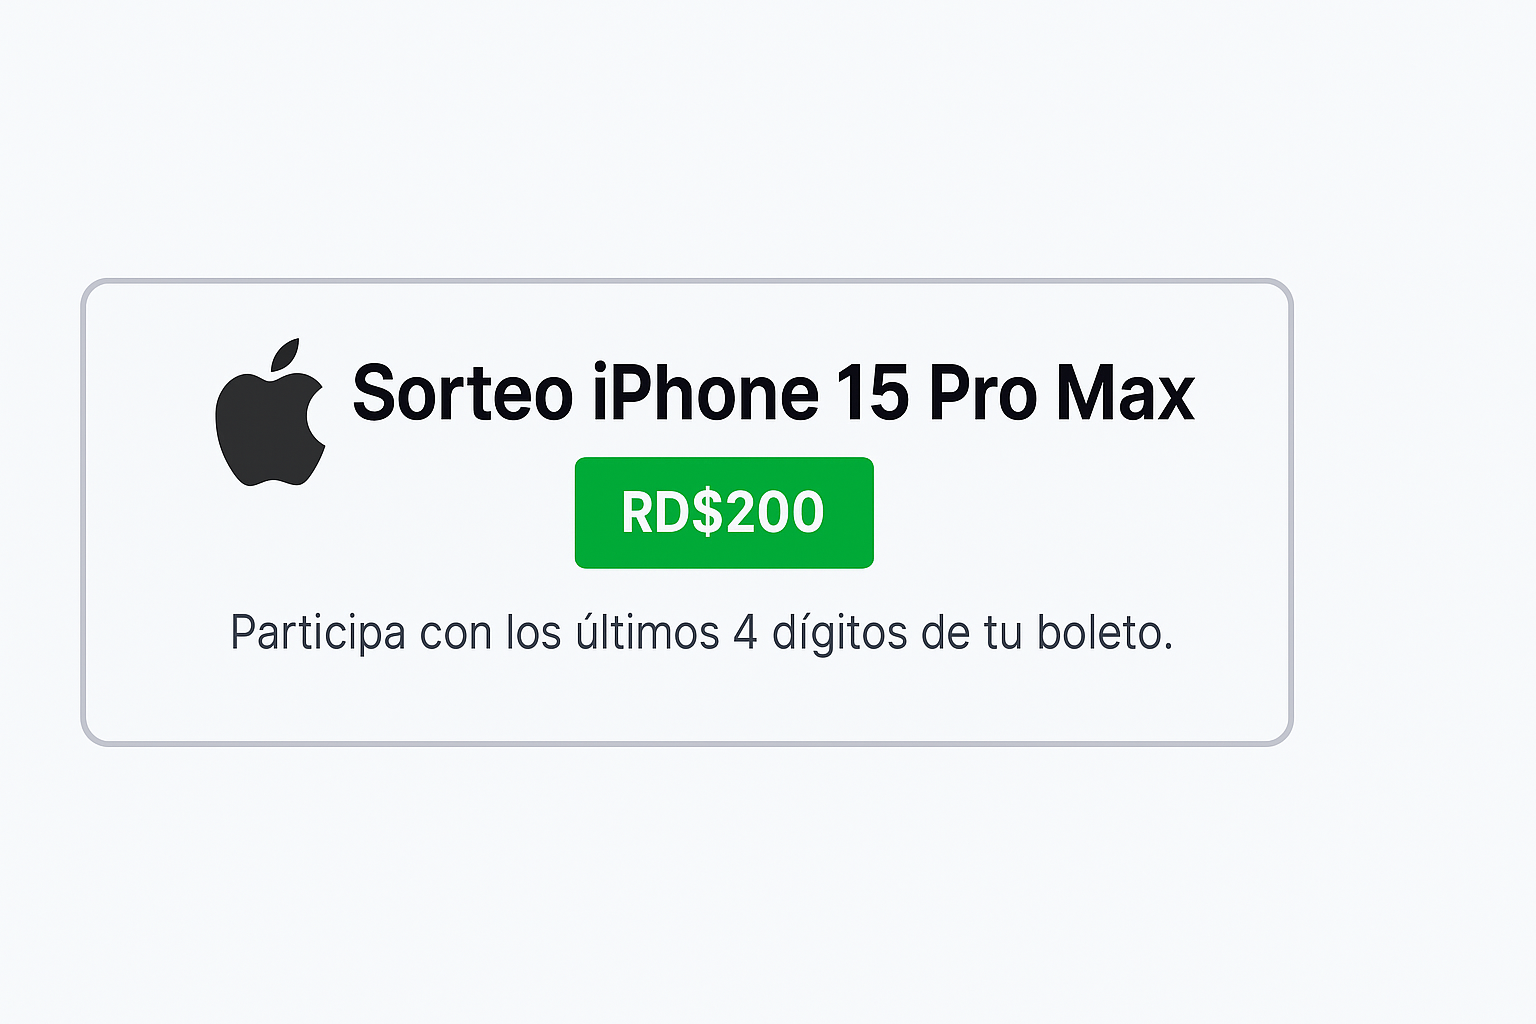 Sorteo iPhone 15 Pro Max
RD$200
Participa con los últimos 4 dígitos de tu boleto.